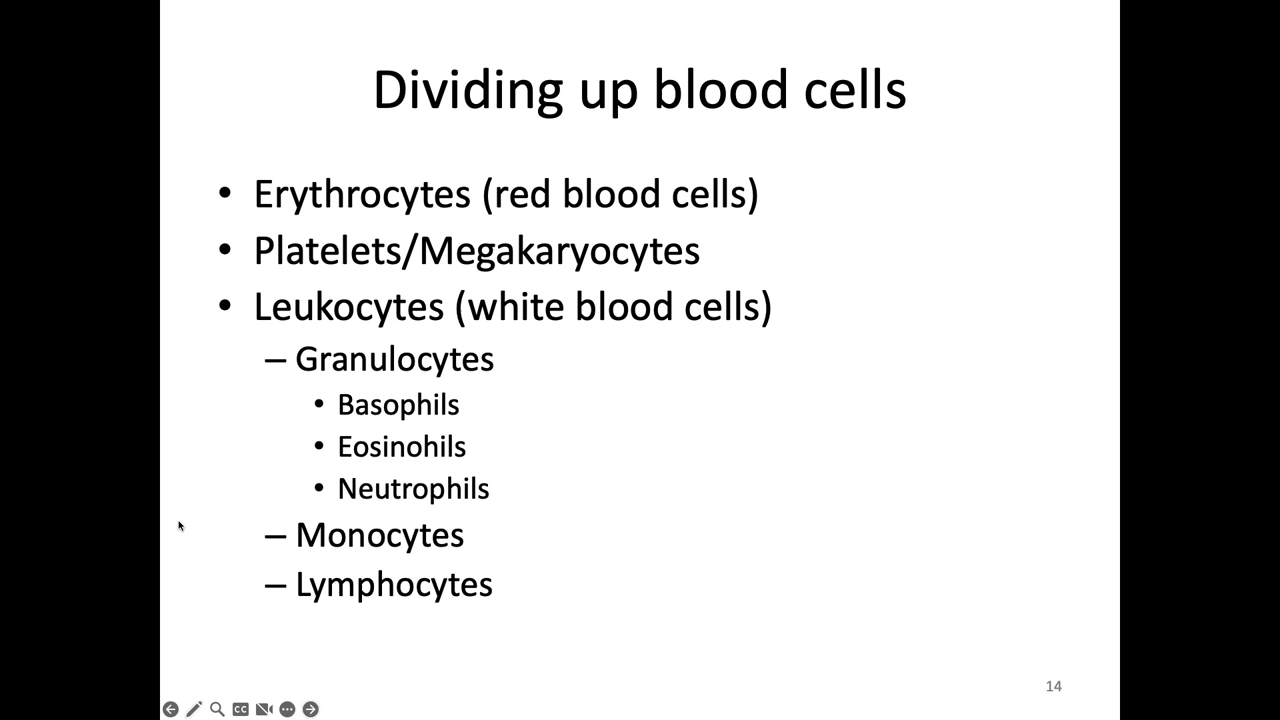 Dividing up blood cells
• Erythrocytes (red blood cells)
• Platelets/Megakaryocytes
• Leukocytes (white blood cells)
– Granulocytes
• Basophils
• Eosinohils
• Neutrophils
– Monocytes
– Lymphocytes
14
CC